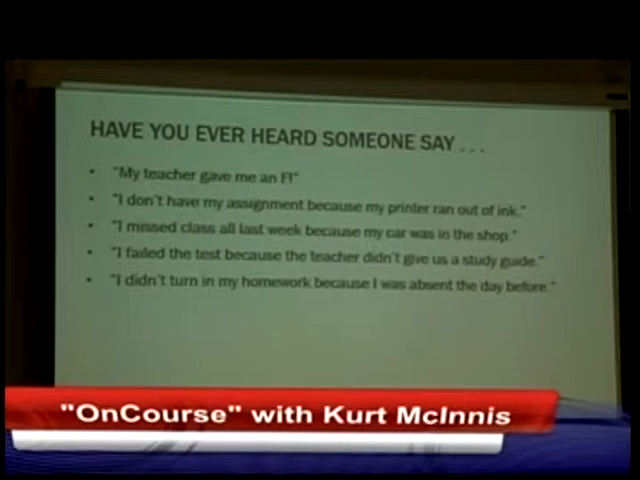 HAVE YOU EVER HEARD SOMEONE SAY . . .
• "My teacher gave me an F!"
• "I don't have my assignment because my printer ran out of ink."
• "I missed class all last week because my car was in the shop."
• "I failed the test because the teacher didn't give us a study guide."
• "I didn't turn in my homework because I was absent the day before."
"OnCourse" with Kurt McInnis